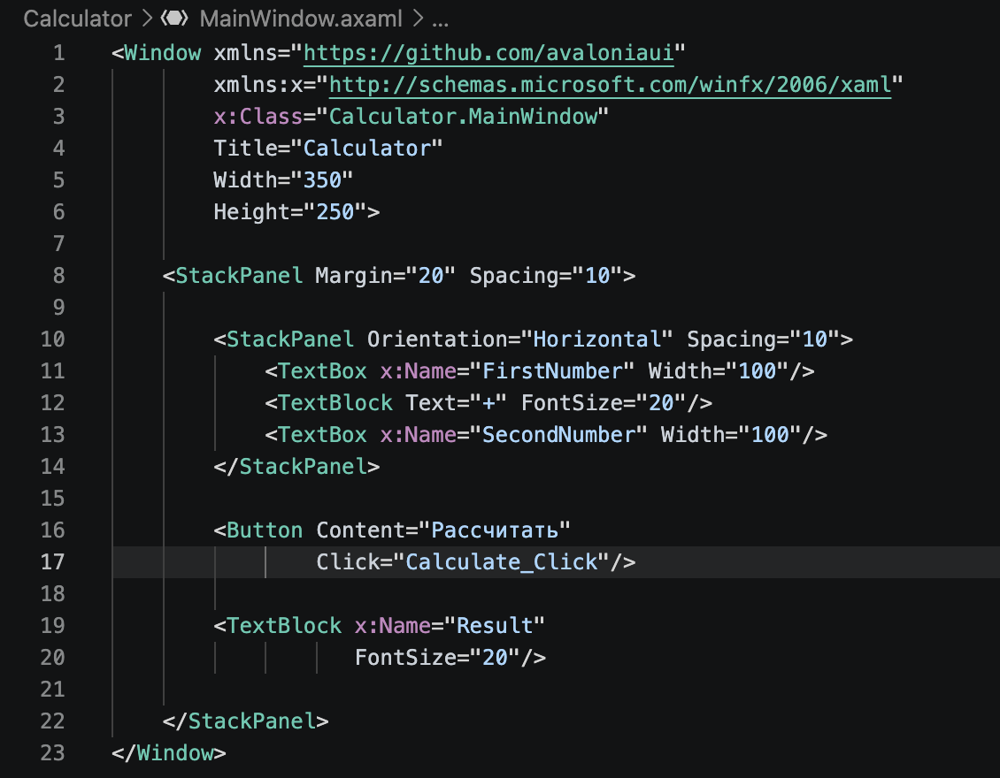 Calculator > MainWindow.axaml > ...
1 <Window xmlns="https://github.com/avaloniaui"
2         xmlns:x="http://schemas.microsoft.com/winfx/2006/xaml"
3         x:Class="Calculator.MainWindow"
4         Title="Calculator"
5         Width="350"
6         Height="250">
7
8     <StackPanel Margin="20" Spacing="10">
9
10         <StackPanel Orientation="Horizontal" Spacing="10">
11             <TextBox x:Name="FirstNumber" Width="100"/>
12             <TextBlock Text="+" FontSize="20"/>
13             <TextBox x:Name="SecondNumber" Width="100"/>
14         </StackPanel>
15
16         <Button Content="Рассчитать"
17                 Click="Calculate_Click"/>
18
19         <TextBlock x:Name="Result"
20                    FontSize="20"/>
21
22     </StackPanel>
23 </Window>